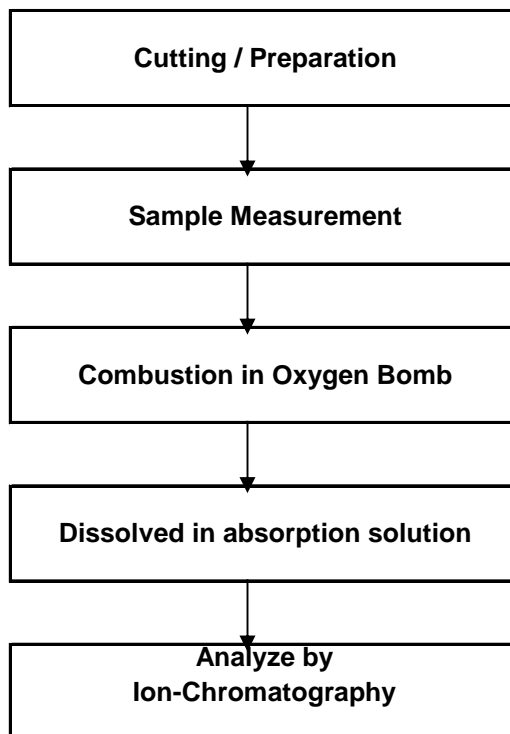 Cutting / Preparation
Sample Measurement
Combustion in Oxygen Bomb
Dissolved in absorption solution
Analyze by
Ion-Chromatography